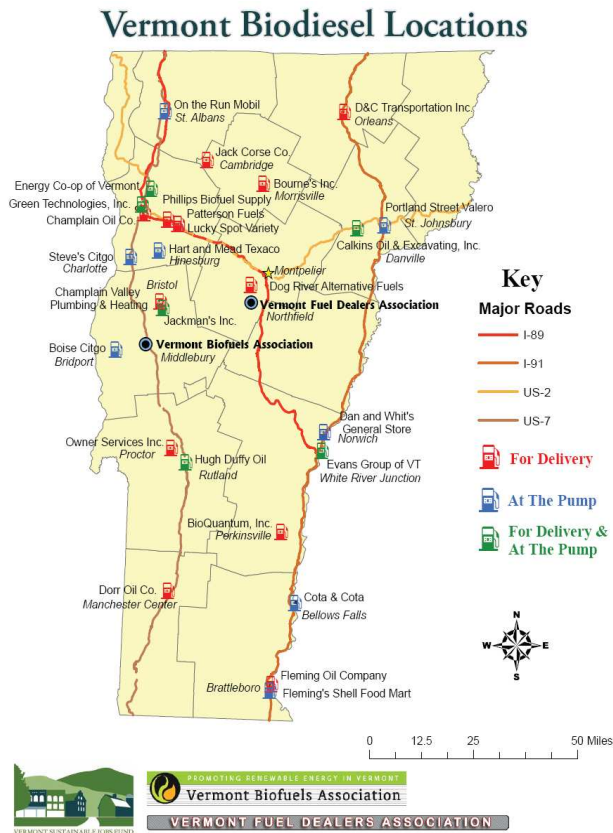 Vermont Biodiesel Locations
On the Run Mobil
St. Albans
D&C Transportation Inc.
Orleans
Jack Corse Co.
Cambridge
Energy Co-op of Vermont
Bourne's Inc.
Morrisville
Green Technologies, Inc.
Phillips Biofuel Supply
Portland Street Valero
St. Johnsbury
Champlain Oil Co.
Patterson Fuels
Lucky Spot Variety
Calkins Oil & Excavating, Inc.
Danville
Steve's Citgo
Charlotte
Hart and Mead Texaco
Hinesburg
Montpelier
Dog River Alternative Fuels
Champlain Valley
Plumbing & Heating
Bristol
Vermont Fuel Dealers Association
Northfield
Jackman's Inc.
Boise Citgo
Bridport
Vermont Biofuels Association
Middlebury
Dan and Whit's
General Store
Norwich
Owner Services Inc.
Proctor
Hugh Duffy Oil
Rutland
Evans Group of VT
White River Junction
BioQuantum, Inc.
Perkinsville
Dorr Oil Co.
Manchester Center
Cota & Cota
Bellows Falls
Brattleboro
Fleming Oil Company
Fleming's Shell Food Mart
Key
Major Roads
I-89
I-91
US-2
US-7
For Delivery
At The Pump
For Delivery &
At The Pump
N
W E
S
0 12.5 25 50 Miles
PROMOTING RENEWABLE ENERGY IN VERMONT
Vermont Biofuels Association
VERMONT SUSTAINABLE JOBS FUND
VERMONT FUEL DEALERS ASSOCIATION